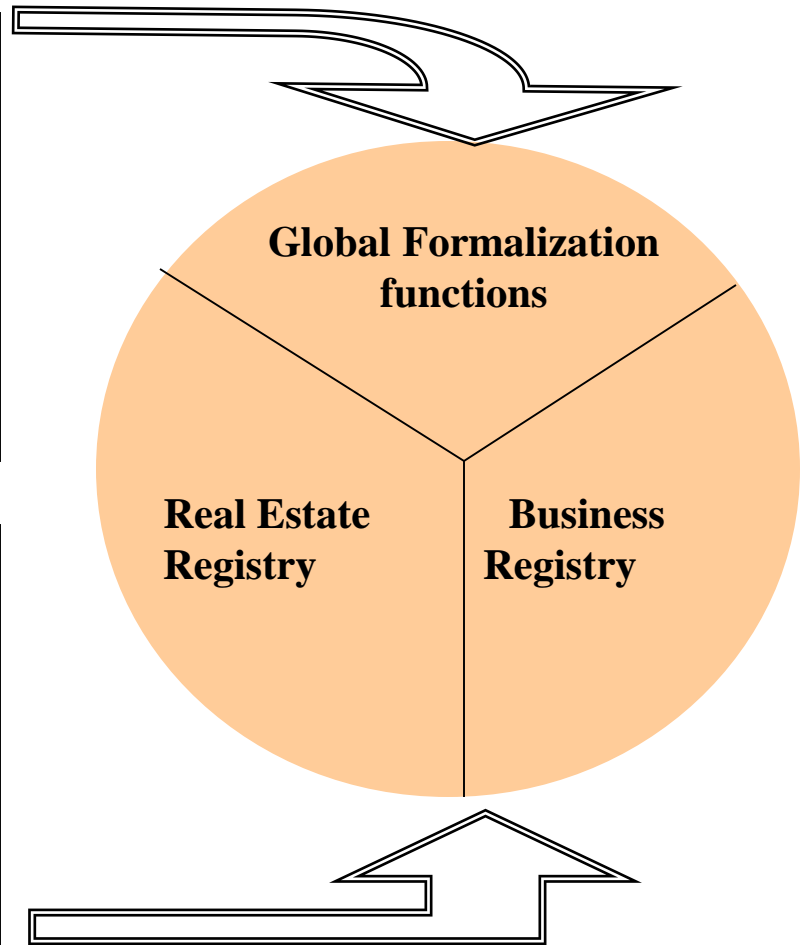 Global Formalization
functions
Real Estate
Registry
Business
Registry